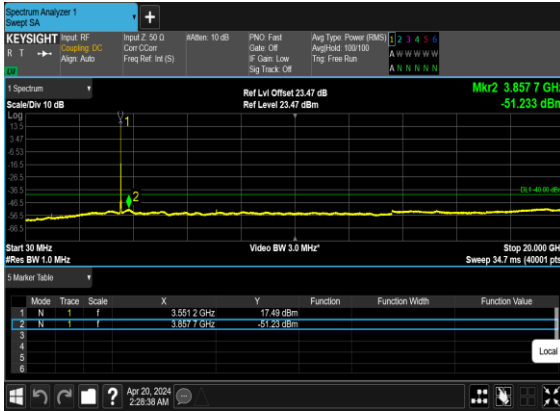 Spectrum Analyzer 1
Swept SA
+
KEYSIGHT Input: RF Input Z: 50 Ω #Atten: 10 dB PNO: Fast Avg Type: Power (RMS) 1 2 3 4 5 6
R T Coupling: DC Corr CCorr Gate: Off Avg|Hold: 100/100 A W W W W W
Align: Auto Freq Ref: Int (S) IF Gain: Low Trig: Free Run
Sig Track: Off A N N N N N
1 Spectrum Ref Lvl Offset 23.47 dB Mkr2 3.857 7 GHz
Scale/Div 10 dB Ref Level 23.47 dBm -51.233 dBm
Log
13.5
3.47
-6.53
-16.5
-26.5
-36.5
-46.5
-56.5
-66.5
1
2
DL1 -40.00 dBm
Start 30 MHz Video BW 3.0 MHz* Stop 20.000 GHz
#Res BW 1.0 MHz Sweep 34.7 ms (40001 pts)
5 Marker Table
Mode Trace Scale X Y Function Function Width Function Value
1 N 1 f 3.551 2 GHz 17.49 dBm
2 N 1 f 3.857 7 GHz -51.23 dBm
3
4
5
6
Local
? Apr 20, 2024
2:28:38 AM